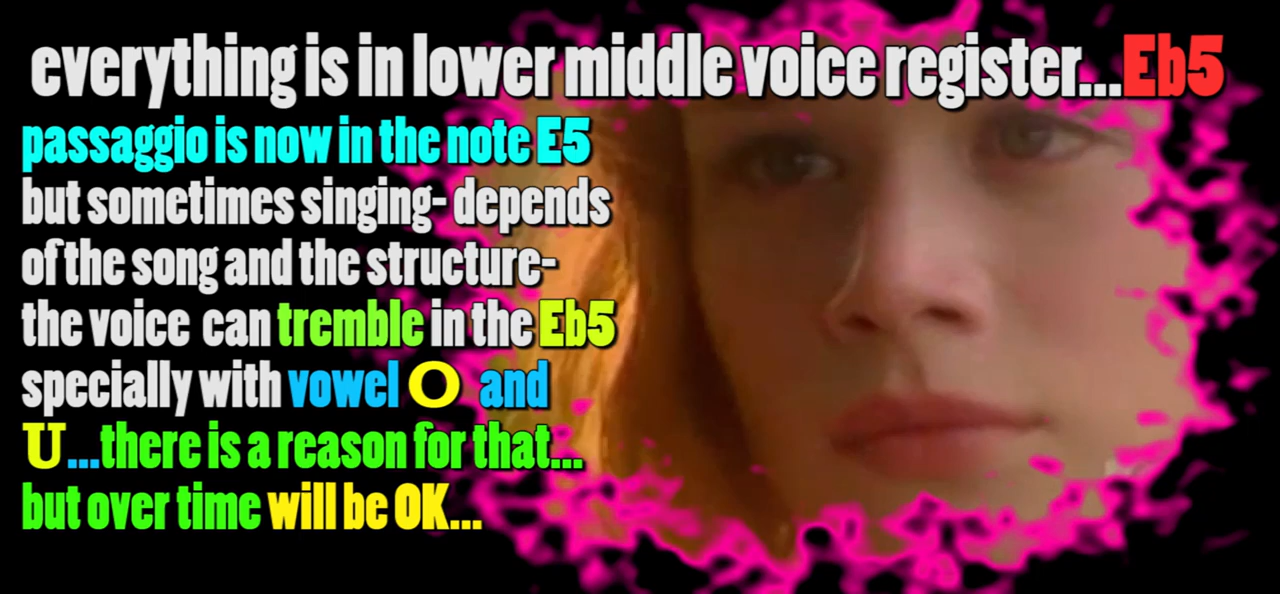 everything is in lower middle voice register...Eb5
passaggio is now in the note E5
but sometimes singing- depends
of the song and the structure-
the voice can tremble in the Eb5
specially with vowel O and
U...there is a reason for that...
but over time will be OK...